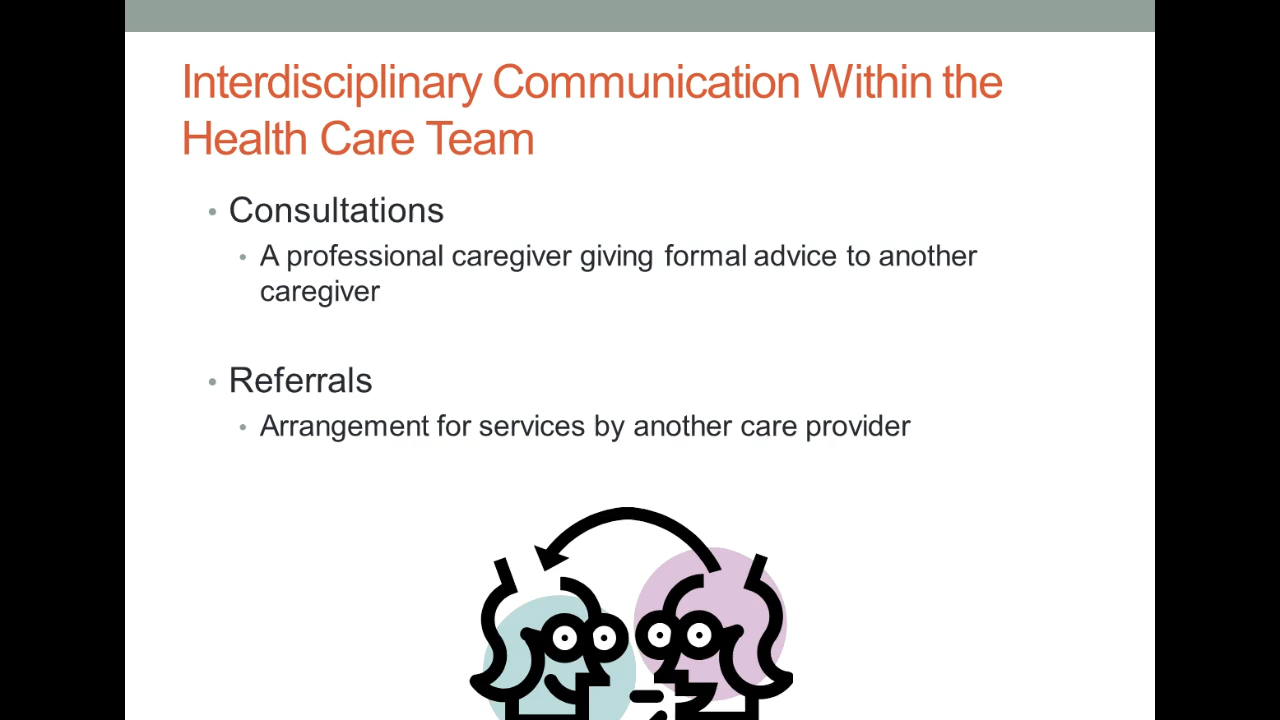 Interdisciplinary Communication Within the
Health Care Team
• Consultations
• A professional caregiver giving formal advice to another
caregiver
• Referrals
• Arrangement for services by another care provider